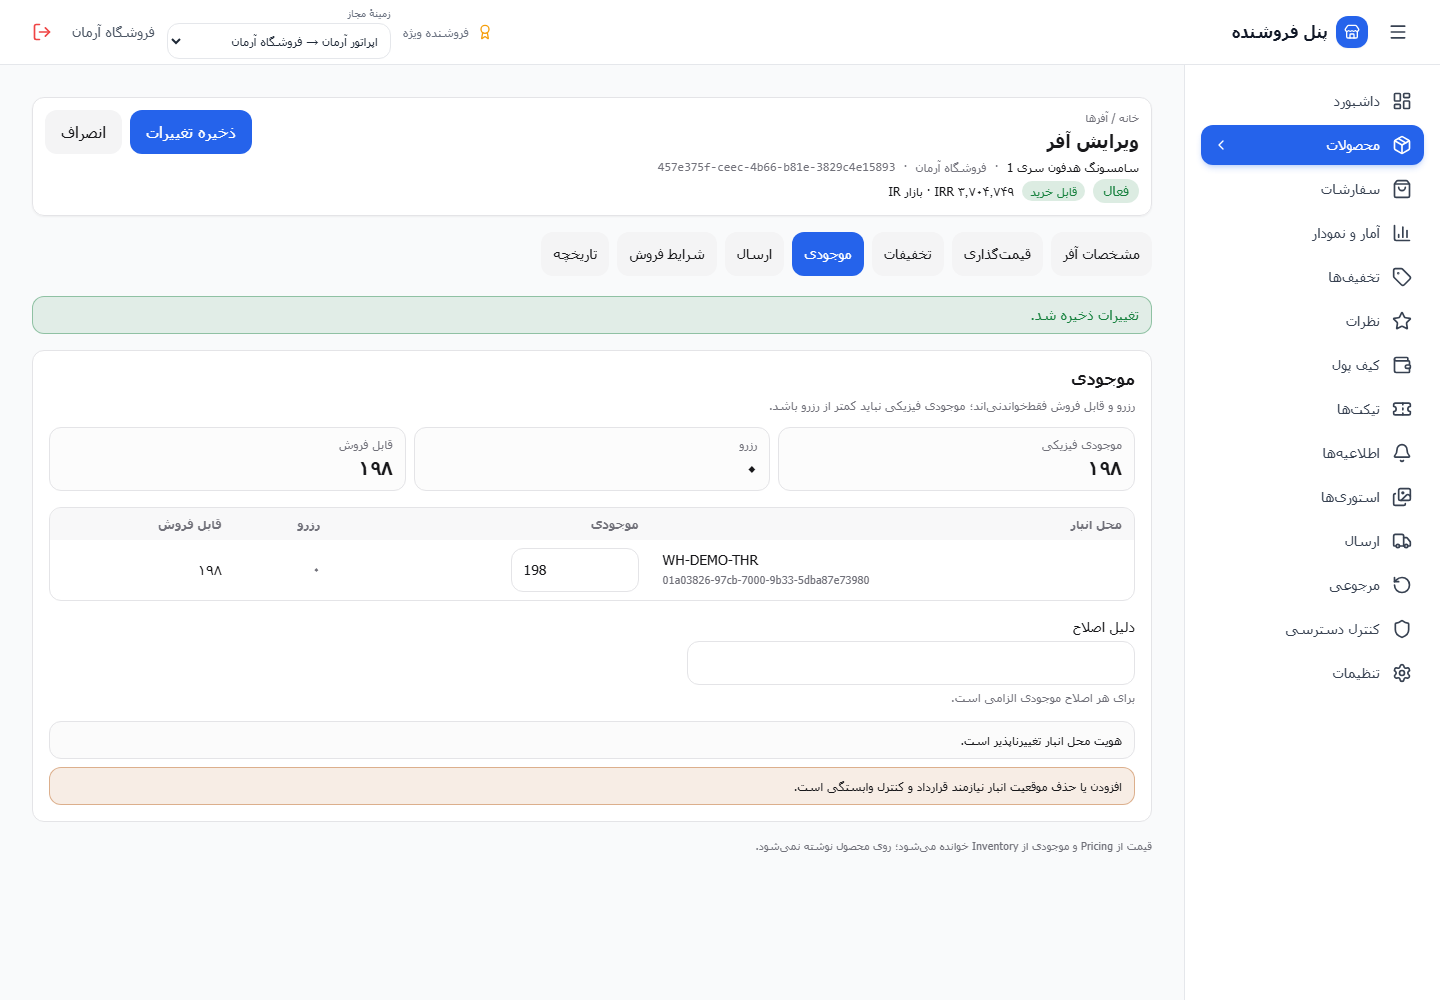 پنل فروشنده
فروشنده ویژه
زمینهٔ مجاز
اپراتور آرمان → فروشگاه آرمان
فروشگاه آرمان
داشبورد
محصولات
سفارشات
آمار و نمودار
تخفیف‌ها
نظرات
کیف پول
تیکت‌ها
اطلاعیه‌ها
استوری‌ها
ارسال
مرجوعی
کنترل دسترسی
تنظیمات
خانه / آفرها
ویرایش آفر
سامسونگ هدفون سری 1 · فروشگاه آرمان · 457e375f-ceec-4b66-b81e-3829c4e15893
فعال قابل خرید ۳,۷۰۴,۷۴۹ IRR · بازار IR
ذخیره تغییرات
انصراف
مشخصات آفر
قیمت‌گذاری
تخفیفات
موجودی
ارسال
شرایط فروش
تاریخچه
تغییرات ذخیره شد.
موجودی
رزرو و قابل فروش فقط‌خواندنی‌اند؛ موجودی فیزیکی نباید کمتر از رزرو باشد.
موجودی فیزیکی
۱۹۸
رزرو
۰
قابل فروش
۱۹۸
محل انبار موجودی رزرو قابل فروش
WH-DEMO-THR
01a03826-97cb-7000-9b33-5dba87e73980
198
۰
۱۹۸
دلیل اصلاح
برای هر اصلاح موجودی الزامی است.
هویت محل انبار تغییرناپذیر است.
افزودن یا حذف موقعیت انبار نیازمند قرارداد و کنترل وابستگی است.
قیمت از Pricing و موجودی از Inventory خوانده می‌شود؛ روی محصول نوشته نمی‌شود.